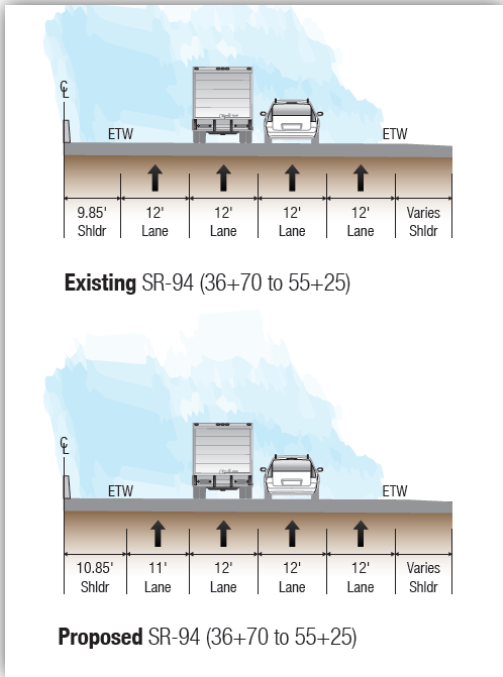 ℄
ETW
ETW
9.85' 12' 12' 12' 12' Varies
Shldr Lane Lane Lane Lane Shldr
Existing SR-94 (36+70 to 55+25)
℄
ETW
ETW
10.85' 11' 12' 12' 12' Varies
Shldr Lane Lane Lane Lane Shldr
Proposed SR-94 (36+70 to 55+25)